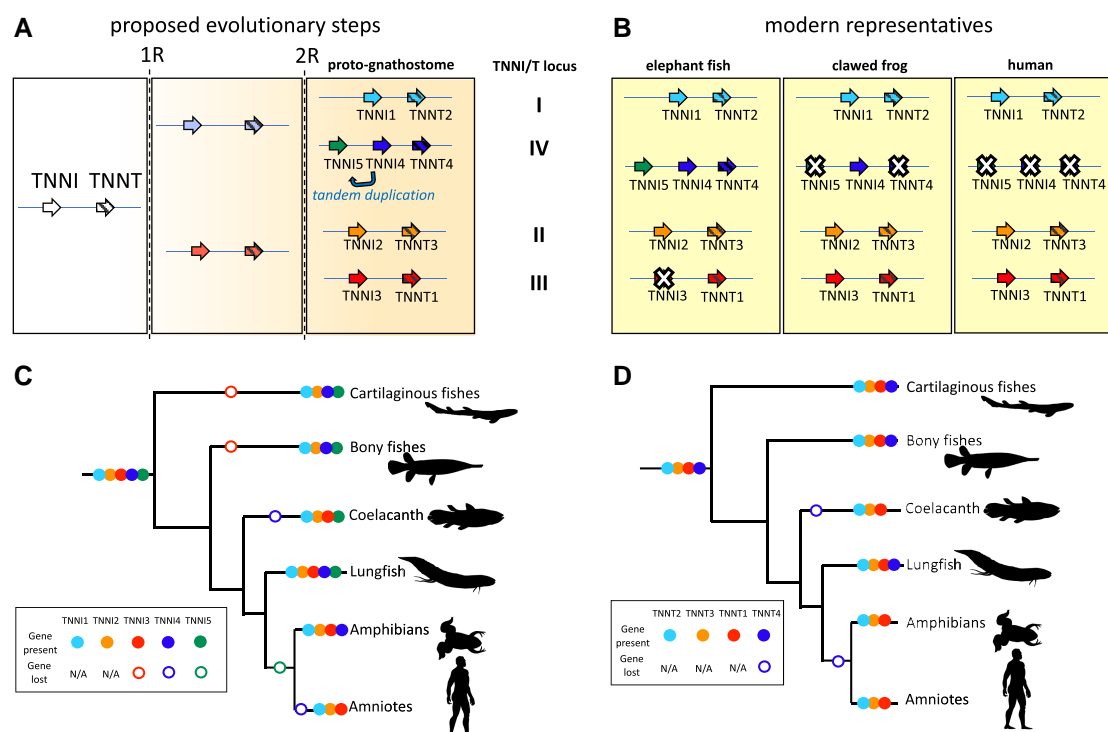 A
proposed evolutionary steps
1R
2R
proto-gnathostome
TNNI/T locus
TNNI TNNT
TNNI1 TNNT2
I
TNNI5 TNNI4 TNNT4
IV
tandem duplication
TNNI2 TNNT3
II
TNNI3 TNNT1
III
B
modern representatives
elephant fish
clawed frog
human
TNNI1 TNNT2
TNNI1 TNNT2
TNNI1 TNNT2
TNNI5 TNNI4 TNNT4
TNNI5 TNNI4 TNNT4
TNNI5 TNNI4 TNNT4
TNNI2 TNNT3
TNNI2 TNNT3
TNNI2 TNNT3
TNNI3 TNNT1
TNNI3 TNNT1
TNNI3 TNNT1
C
Cartilaginous fishes
Bony fishes
Coelacanth
Lungfish
Amphibians
Amniotes
TNNI1 TNNI2 TNNI3 TNNI4 TNNI5
Gene
present
Gene
lost
N/A N/A
D
Cartilaginous fishes
Bony fishes
Coelacanth
Lungfish
Amphibians
Amniotes
TNNT2 TNNT3 TNNT1 TNNT4
Gene
present
Gene
lost
N/A N/A N/A